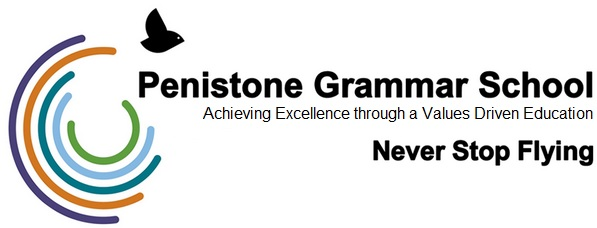 Penistone Grammar School
Achieving Excellence through a Values Driven Education
Never Stop Flying